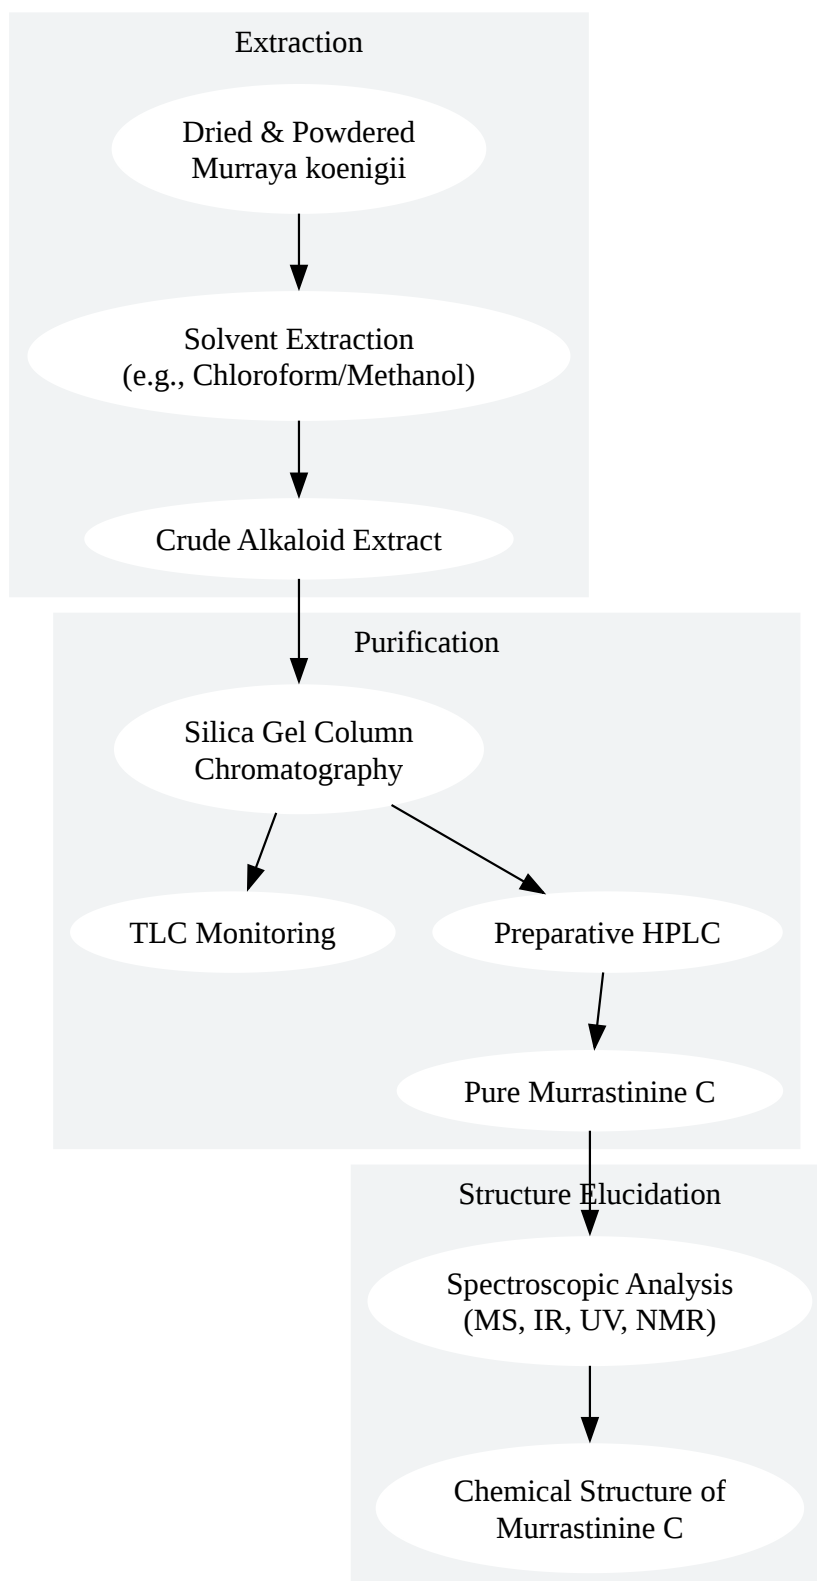 Extraction
Dried & Powdered
Murraya koenigii
Solvent Extraction
(e.g., Chloroform/Methanol)
Crude Alkaloid Extract
Purification
Silica Gel Column
Chromatography
TLC Monitoring
Preparative HPLC
Pure Murrastinine C
Structure Elucidation
Spectroscopic Analysis
(MS, IR, UV, NMR)
Chemical Structure of
Murrastinine C